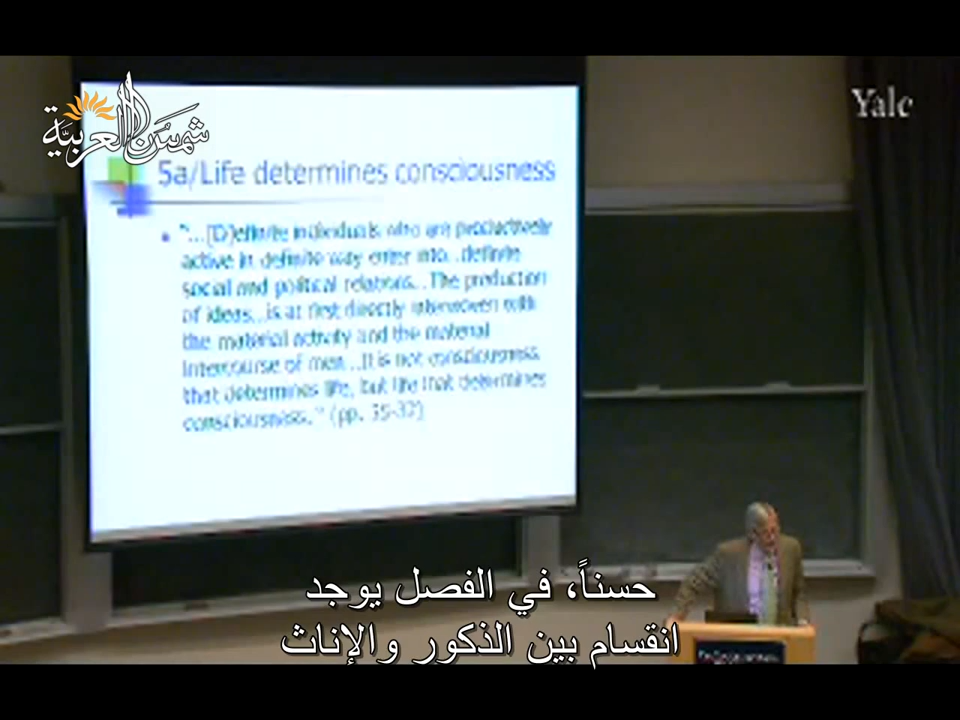 شمس العربية
Yale
5a/Life determines consciousness
"...[D]efinite individuals who are productively
active in definite way enter into...definite
social and political relations...The production
of ideas...is at first directly interwoven with
the material activity and the material
intercourse of men...It is not consciousness
that determines life, but life that determines
consciousness." (pp. 35-37)
حسناً، في الفصل يوجد
انقسام بين الذكور والإناث